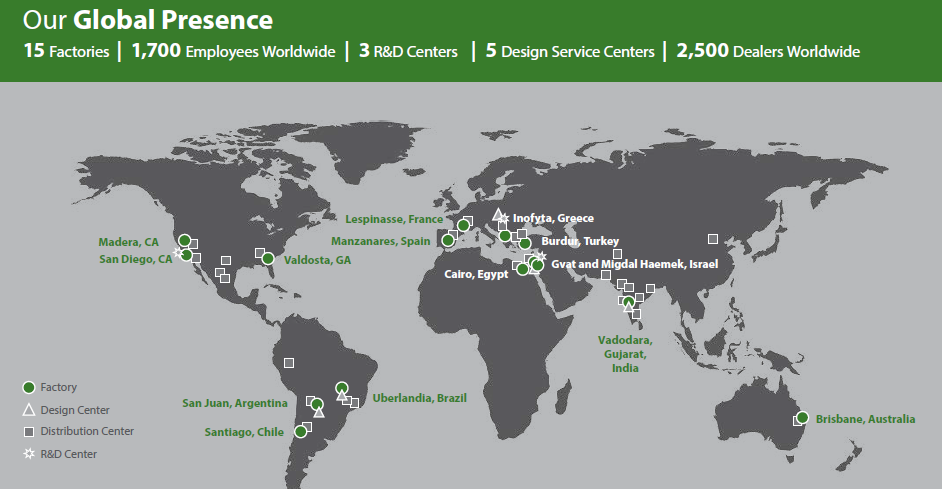 Our Global Presence
15 Factories | 1,700 Employees Worldwide | 3 R&D Centers | 5 Design Service Centers | 2,500 Dealers Worldwide
Lespinasse, France
Inofyta, Greece
Madera, CA
Manzanares, Spain
Burdur, Turkey
San Diego, CA
Valdosta, GA
Gvat and Migdal Haemek, Israel
Cairo, Egypt
Vadodara,
Gujarat,
India
Factory
Design Center
Distribution Center
R&D Center
San Juan, Argentina
Uberlandia, Brazil
Santiago, Chile
Brisbane, Australia